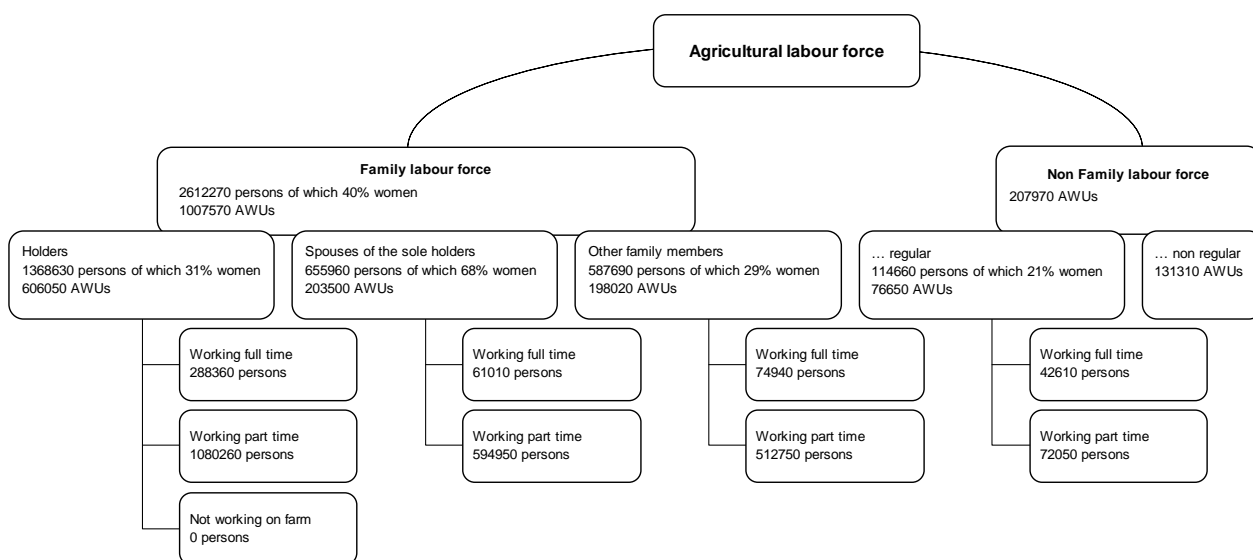 Agricultural labour force
Family labour force
2612270 persons of which 40% women
1007570 AWUs
Non Family labour force
207970 AWUs
Holders
1368630 persons of which 31% women
606050 AWUs
Spouses of the sole holders
655960 persons of which 68% women
203500 AWUs
Other family members
587690 persons of which 29% women
198020 AWUs
... regular
114660 persons of which 21% women
76650 AWUs
... non regular
131310 AWUs
Working full time
288360 persons
Working full time
61010 persons
Working full time
74940 persons
Working full time
42610 persons
Working part time
1080260 persons
Working part time
594950 persons
Working part time
512750 persons
Working part time
72050 persons
Not working on farm
0 persons